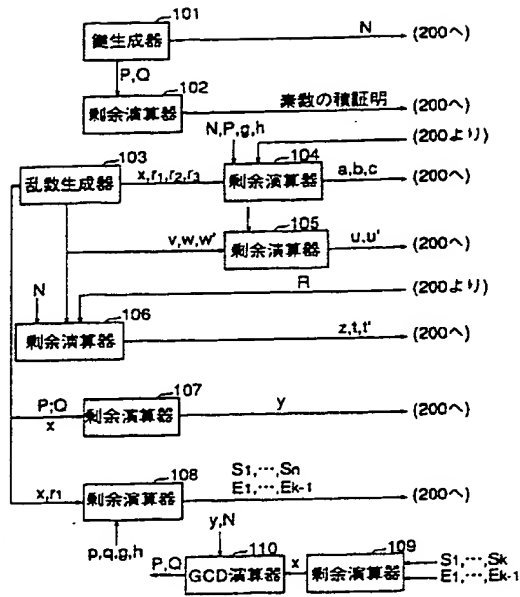 101
鍵生成器
N
(200へ)
P,Q
102
剰余演算器
素数の積証明
(200へ)
N,P,g,h
(200より)
103
乱数生成器
x,r1,r2,r3
104
剰余演算器
a,b,c
(200へ)
105
v,w,w'
剰余演算器
u,u'
(200へ)
N
R
(200より)
106
剰余演算器
z,t,t'
(200へ)
107
P;Q
x
剰余演算器
y
(200へ)
108
x,r1
剰余演算器
S1,…,Sn
E1,…,Ek-1
(200へ)
p,q,g,h
y,N
110
109
P,Q
GCD演算器
x
剰余演算器
S1,…,Sk
E1,…,Ek-1